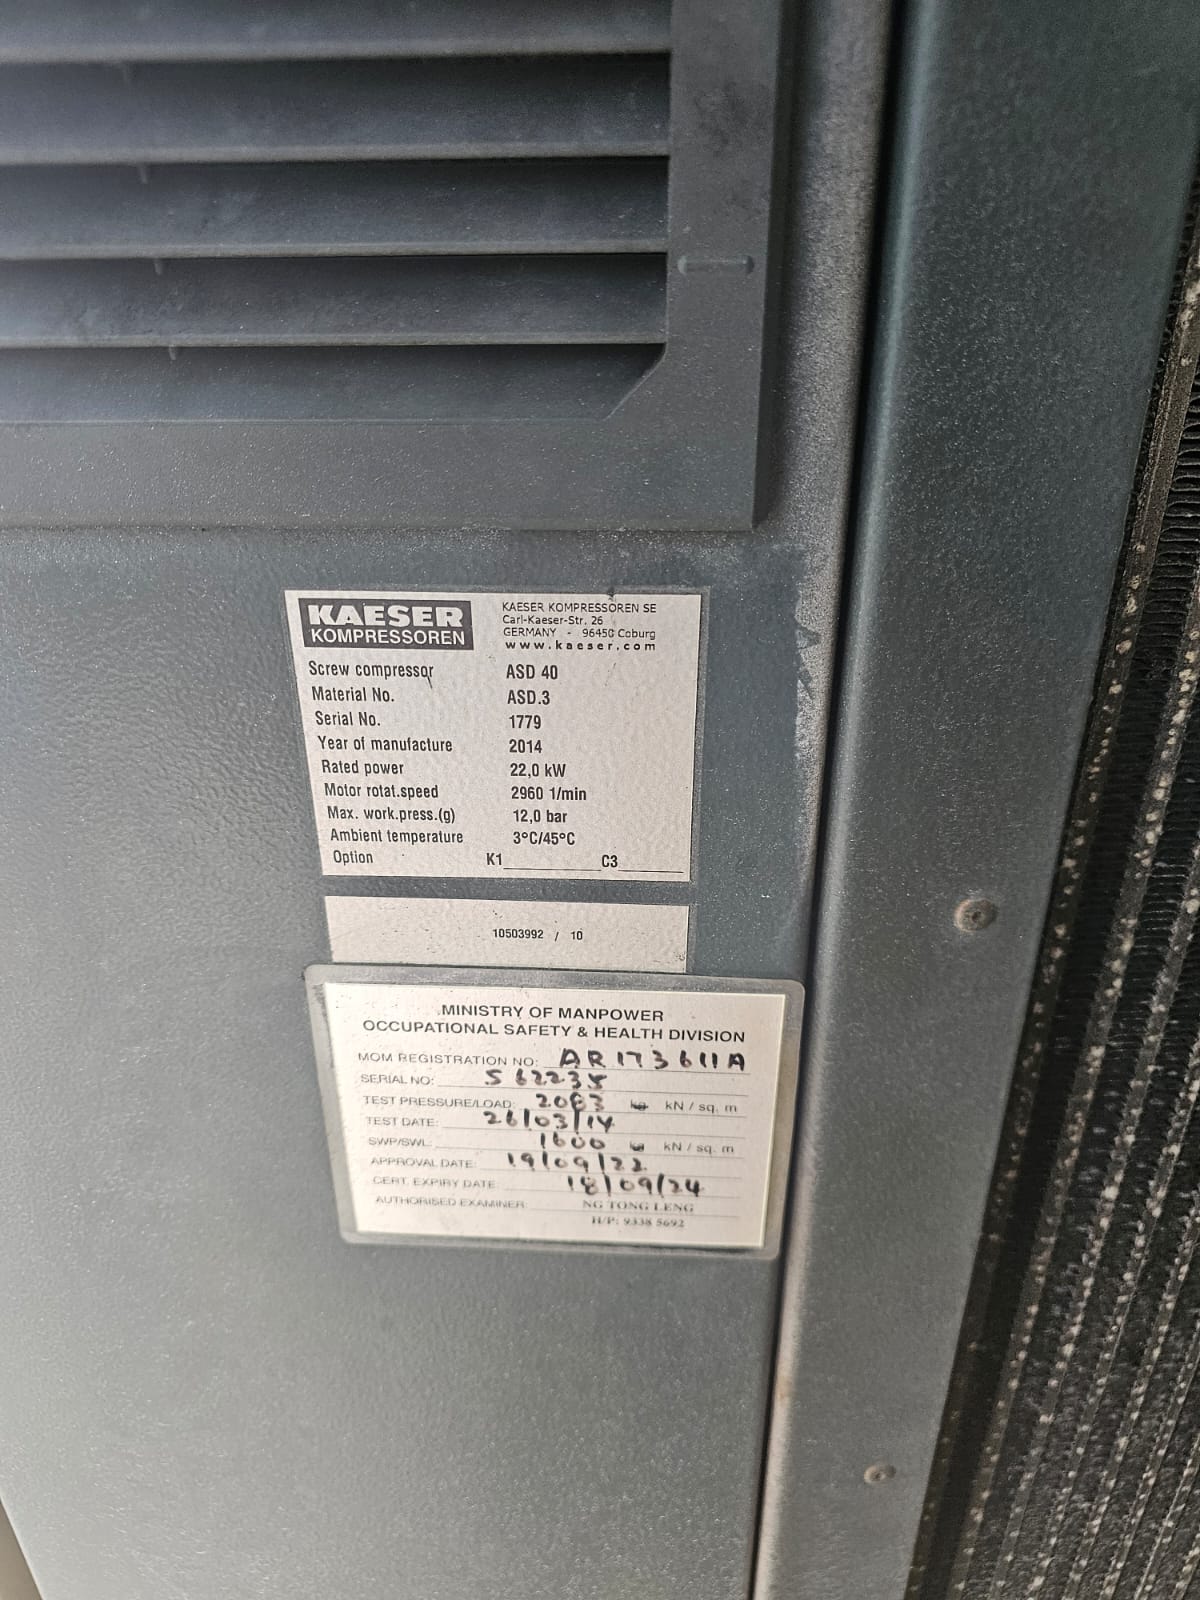 KAESER
KOMPRESSOREN
KAESER KOMPRESSOREN SE
Carl-Kaeser-Str. 26
GERMANY - 96450 Coburg
www.kaeser.com
Screw compressor ASD 40
Material No. ASD.3
Serial No. 1779
Year of manufacture 2014
Rated power 22,0 kW
Motor rotat.speed 2960 1/min
Max. work.press.(g) 12,0 bar
Ambient temperature 3°C/45°C
Option K1 C3
10503992 / 10
MINISTRY OF MANPOWER
OCCUPATIONAL SAFETY & HEALTH DIVISION
MOM REGISTRATION NO: AR173611A
SERIAL NO: 562235
TEST PRESSURE/LOAD: 2083 kN / sq. m
TEST DATE: 26/03/14
SWP/SWL: 1600 kN / sq. m
APPROVAL DATE: 19/09/22
CERT. EXPIRY DATE: 18/09/24
AUTHORISED EXAMINER: NG TONG LENG
H/P: 9338 5692